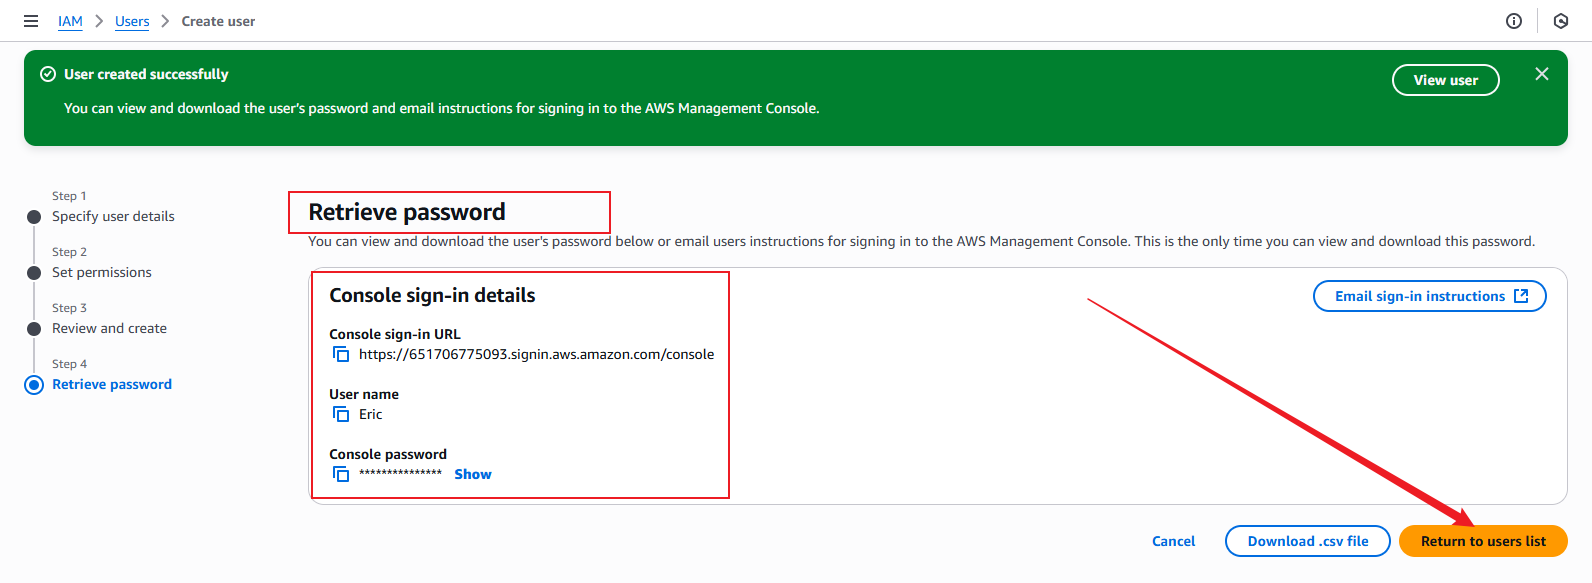 IAM > Users > Create user
User created successfully
View user
You can view and download the user's password and email instructions for signing in to the AWS Management Console.
Step 1
Specify user details
Step 2
Set permissions
Step 3
Review and create
Step 4
Retrieve password
Retrieve password
You can view and download the user's password below or email users instructions for signing in to the AWS Management Console. This is the only time you can view and download this password.
Console sign-in details
Email sign-in instructions
Console sign-in URL
https://651706775093.signin.aws.amazon.com/console
User name
Eric
Console password
*************** Show
Cancel
Download .csv file
Return to users list